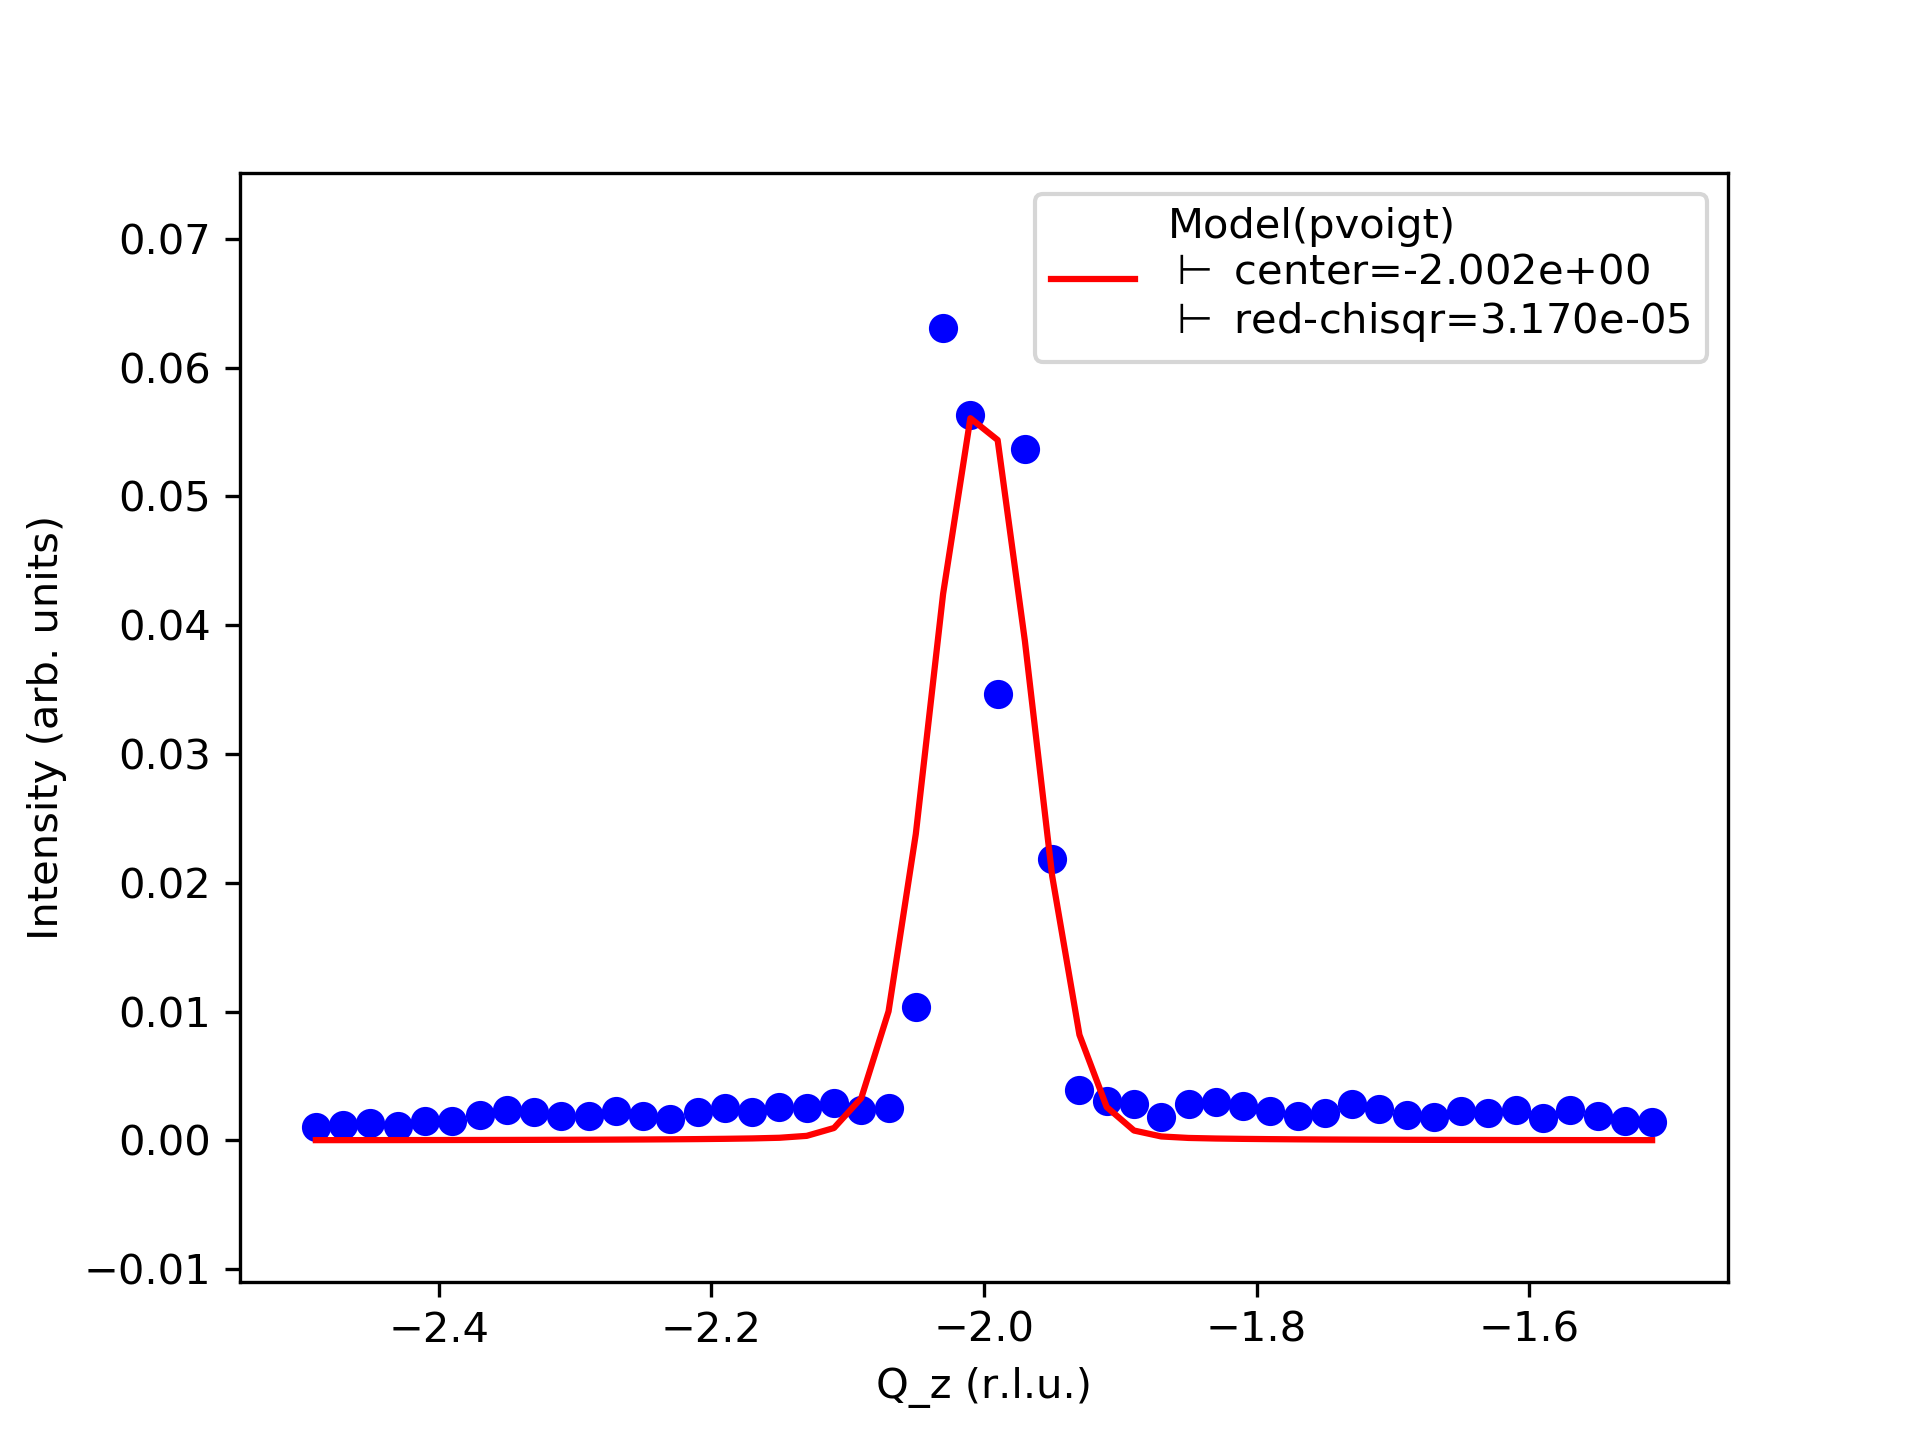 Model(pvoigt)
⊢ center=-2.002e+00
⊢ red-chisqr=3.170e-05
0.07
0.06
0.05
0.04
0.03
0.02
0.01
0.00
−0.01
Intensity (arb. units)
−2.4 −2.2 −2.0 −1.8 −1.6
Q_z (r.l.u.)